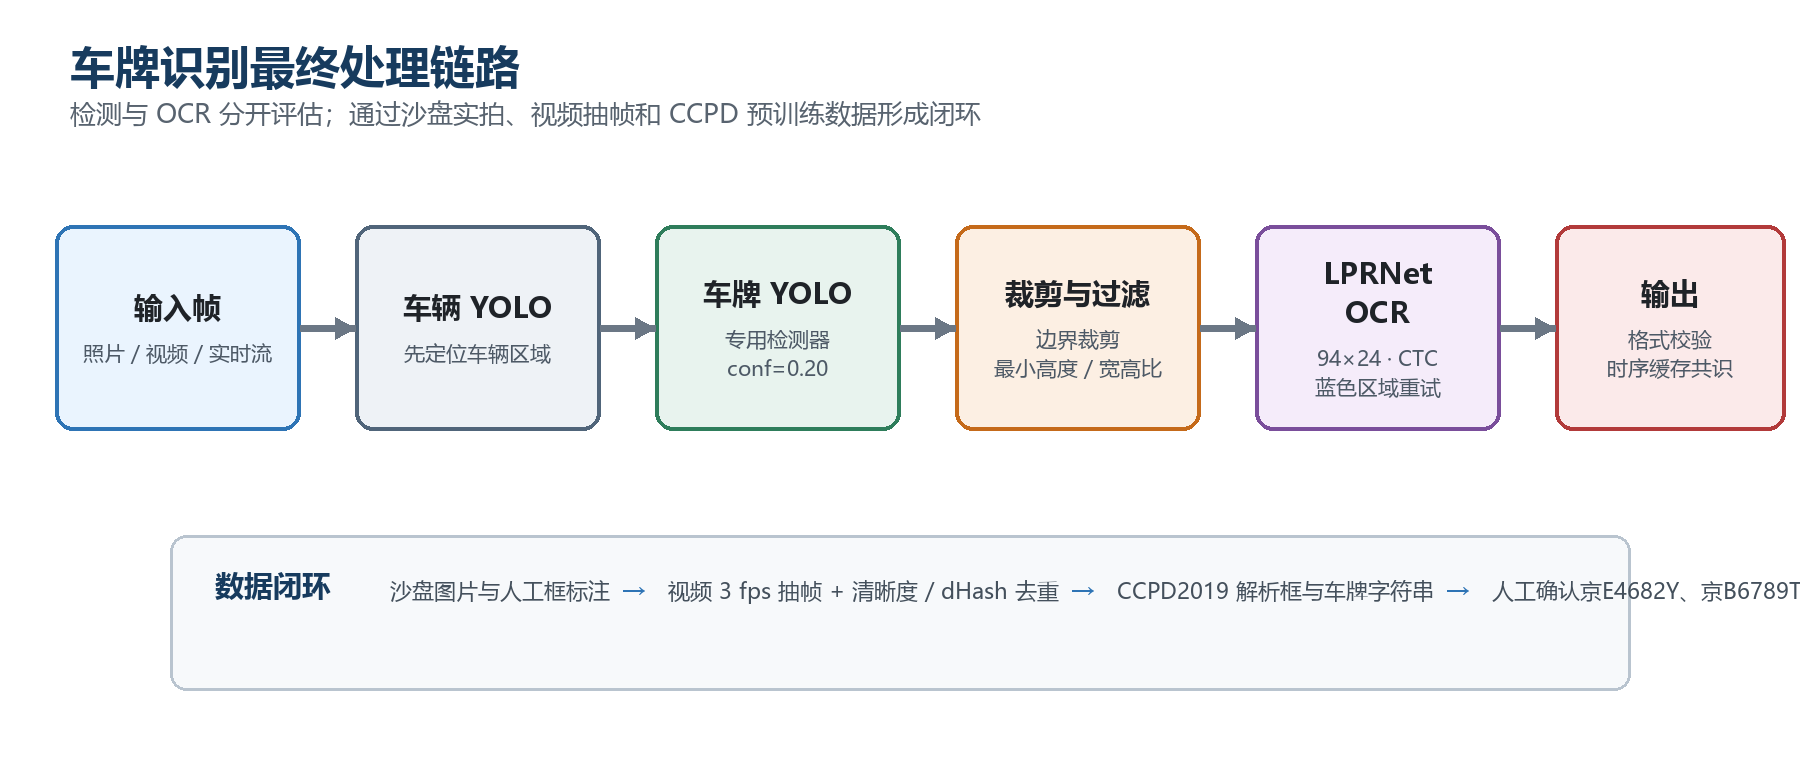 车牌识别最终处理链路
检测与 OCR 分开评估；通过沙盘实拍、视频抽帧和 CCPD 预训练数据形成闭环
输入帧
照片 / 视频 / 实时流
车辆 YOLO
先定位车辆区域
车牌 YOLO
专用检测器
conf=0.20
裁剪与过滤
边界裁剪
最小高度 / 宽高比
LPRNet
OCR
94×24 · CTC
蓝色区域重试
输出
格式校验
时序缓存共识
数据闭环
沙盘图片与人工框标注 → 视频 3 fps 抽帧 + 清晰度 / dHash 去重 → CCPD2019 解析框与车牌字符串 → 人工确认京E4682Y、京B6789T